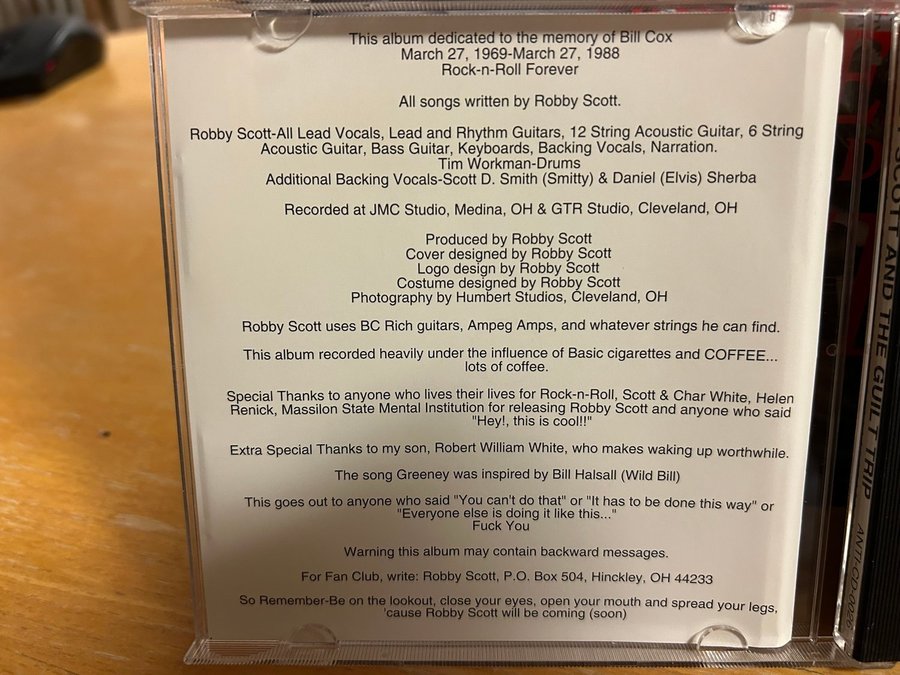 This album dedicated to the memory of Bill Cox
March 27, 1969-March 27, 1988
Rock-n-Roll Forever
All songs written by Robby Scott.
Robby Scott-All Lead Vocals, Lead and Rhythm Guitars, 12 String Acoustic Guitar, 6 String
Acoustic Guitar, Bass Guitar, Keyboards, Backing Vocals, Narration.
Tim Workman-Drums
Additional Backing Vocals-Scott D. Smith (Smitty) & Daniel (Elvis) Sherba
Recorded at JMC Studio, Medina, OH & GTR Studio, Cleveland, OH
Produced by Robby Scott
Cover designed by Robby Scott
Logo design by Robby Scott
Costume designed by Robby Scott
Photography by Humbert Studios, Cleveland, OH
Robby Scott uses BC Rich guitars, Ampeg Amps, and whatever strings he can find.
This album recorded heavily under the influence of Basic cigarettes and COFFEE...
lots of coffee.
Special Thanks to anyone who lives their lives for Rock-n-Roll, Scott & Char White, Helen
Renick, Massilon State Mental Institution for releasing Robby Scott and anyone who said
"Hey!, this is cool!!"
Extra Special Thanks to my son, Robert William White, who makes waking up worthwhile.
The song Greeney was inspired by Bill Halsall (Wild Bill)
This goes out to anyone who said "You can't do that" or "It has to be done this way" or
"Everyone else is doing it like this..."
Fuck You
Warning this album may contain backward messages.
For Fan Club, write: Robby Scott, P.O. Box 504, Hinckley, OH 44233
So Remember-Be on the lookout, close your eyes, open your mouth and spread your legs,
'cause Robby Scott will be coming (soon)
SCOTT AND THE GUILT TRIP